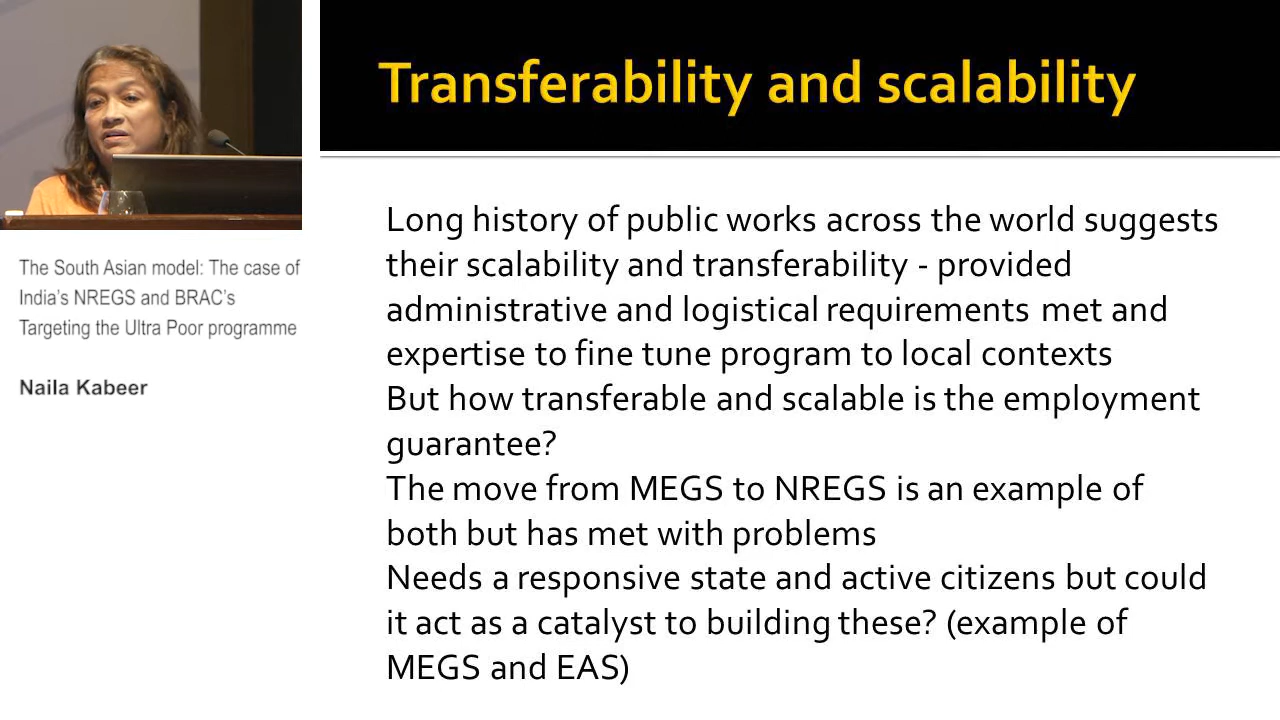 Transferability and scalability
The South Asian model: The case of
India's NREGS and BRAC's
Targeting the Ultra Poor programme
Naila Kabeer
Long history of public works across the world suggests
their scalability and transferability - provided
administrative and logistical requirements met and
expertise to fine tune program to local contexts
But how transferable and scalable is the employment
guarantee?
The move from MEGS to NREGS is an example of
both but has met with problems
Needs a responsive state and active citizens but could
it act as a catalyst to building these? (example of
MEGS and EAS)